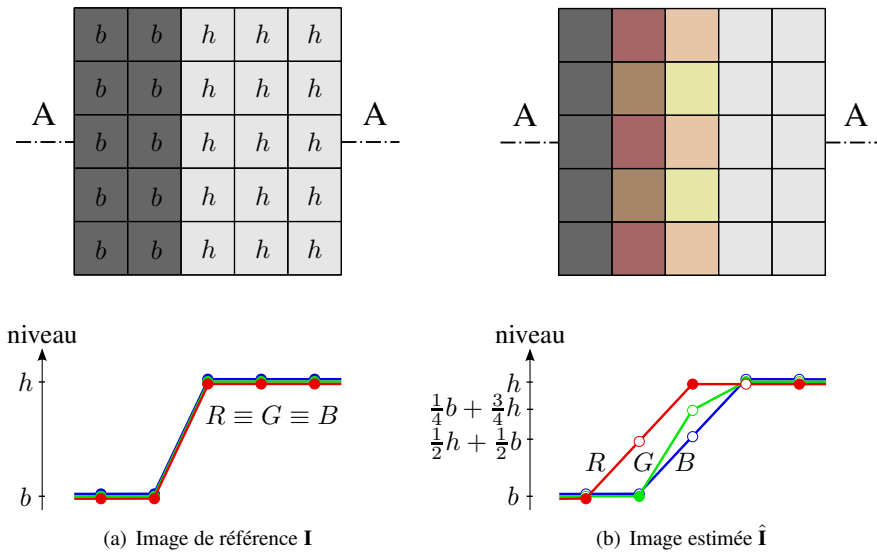 b b h h h
b b h h h
A A
b b h h h
b b h h h
b b h h h
A A
niveau
h
R ≡ G ≡ B
b
(a) Image de référence I
niveau
h
1/4 b + 3/4 h
1/2 h + 1/2 b
R G B
b
(b) Image estimée Î